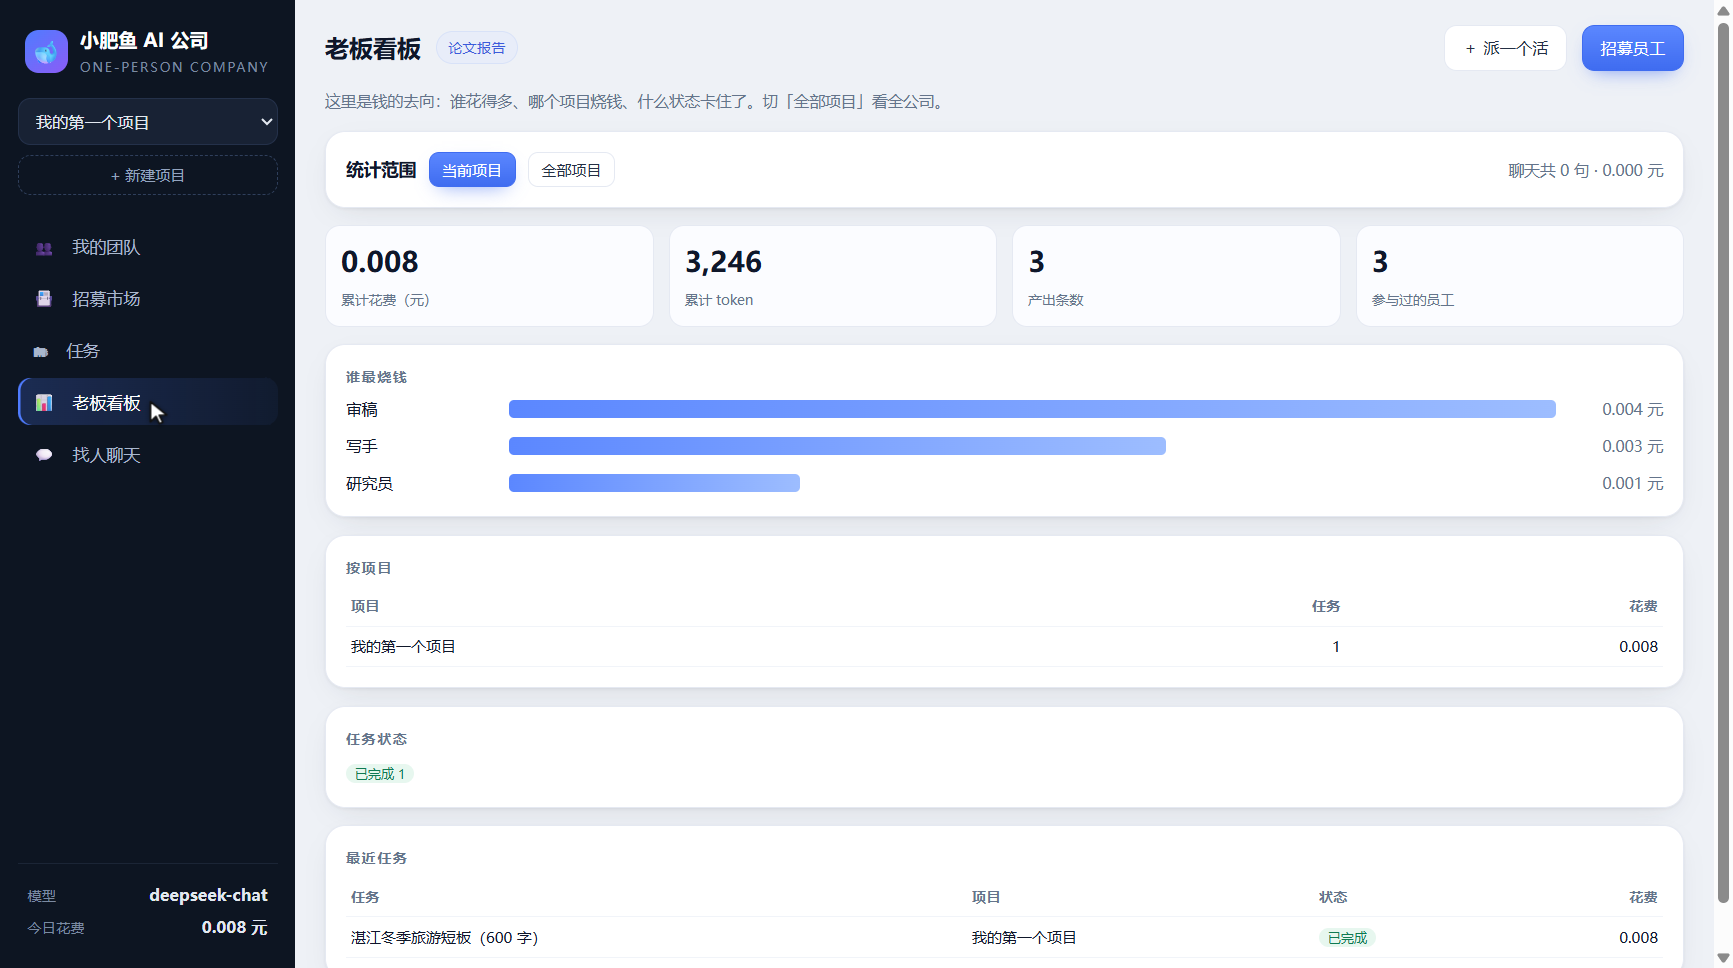 小肥鱼 AI 公司
ONE-PERSON COMPANY
我的第一个项目
+ 新建项目
我的团队
招募市场
任务
老板看板
找人聊天
模型 deepseek-chat
今日花费 0.008 元
老板看板 论文报告
+ 派一个活 招募员工
这里是钱的去向：谁花得多、哪个项目烧钱、什么状态卡住了。切「全部项目」看全公司。
统计范围 当前项目 全部项目 聊天共 0 句 · 0.000 元
0.008
累计花费（元）
3,246
累计 token
3
产出条数
3
参与过的员工
谁最烧钱
审稿 0.004 元
写手 0.003 元
研究员 0.001 元
按项目
项目 任务 花费
我的第一个项目 1 0.008
任务状态
已完成 1
最近任务
任务 项目 状态 花费
湛江冬季旅游短板（600 字） 我的第一个项目 已完成 0.008